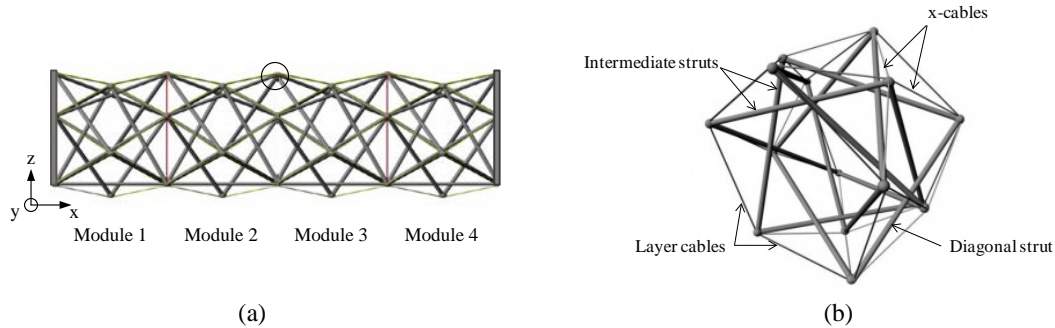 x-cables
Intermediate struts
z
y
x
Module 1 Module 2 Module 3 Module 4
Layer cables
Diagonal strut
(a)
(b)